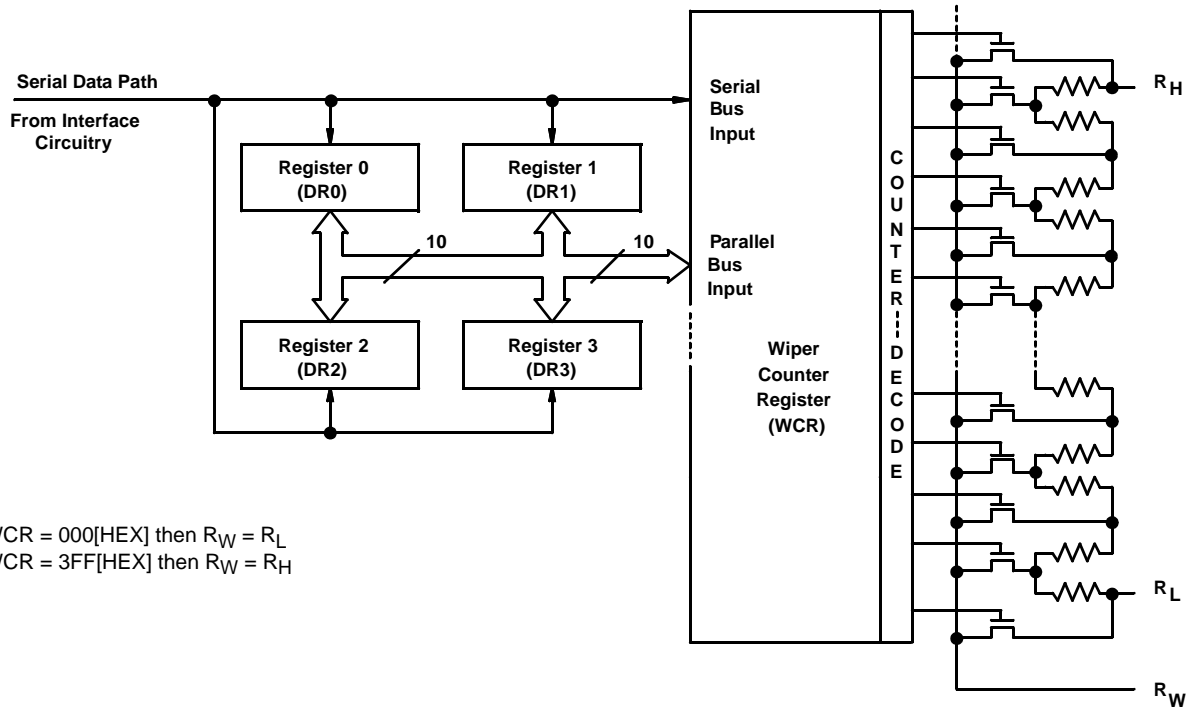 Serial Data Path
From Interface
Circuitry
Register 0
(DR0)
Register 1
(DR1)
10
10
Register 2
(DR2)
Register 3
(DR3)
Serial
Bus
Input
Parallel
Bus
Input
Wiper
Counter
Register
(WCR)
COUNTER
DECODE
RH
RL
RW
WCR = 000[HEX] then RW = RL
WCR = 3FF[HEX] then RW = RH